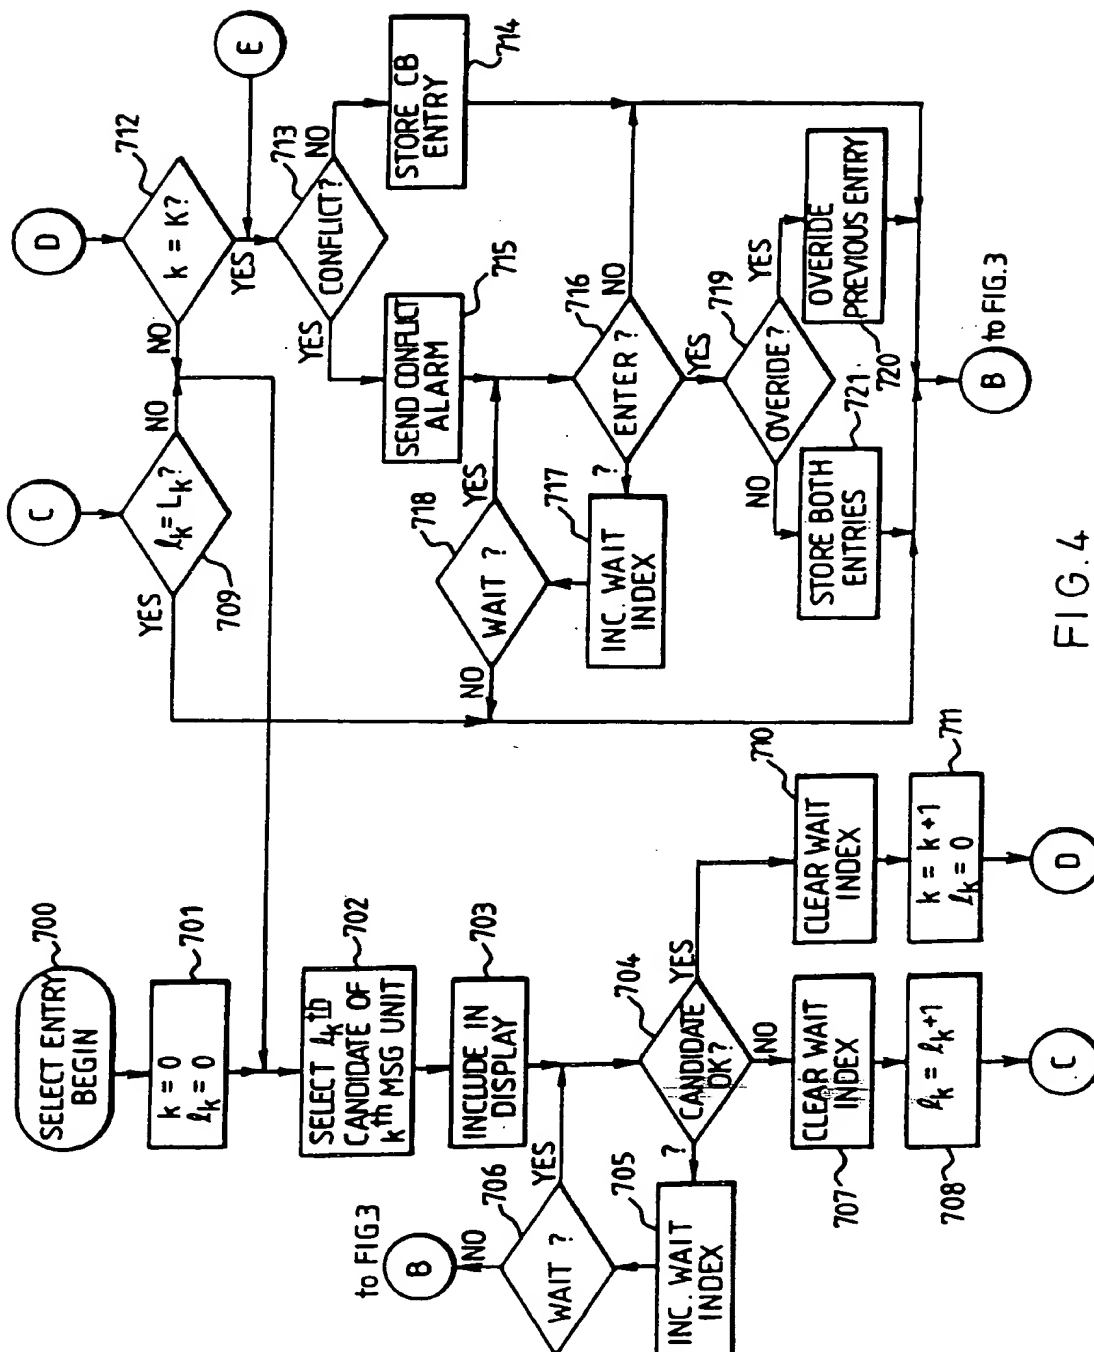 SELECT ENTRY
BEGIN
700
k = 0
ℓk = 0
701
SELECT ℓkth
CANDIDATE OF
kth MSG UNIT
702
INCLUDE IN
DISPLAY
703
CANDIDATE
OK?
704
YES
NO
?
INC. WAIT
INDEX
705
WAIT ?
706
YES
NO
B
to FIG.3
CLEAR WAIT
INDEX
707
ℓk = ℓk+1
708
C
CLEAR WAIT
INDEX
710
k = k+1
ℓk = 0
711
D
C
ℓk = Lk?
709
YES
NO
D
k = K?
712
NO
YES
E
CONFLICT?
713
YES
NO
STORE CB
ENTRY
714
SEND CONFLICT
ALARM
715
ENTER ?
716
NO
YES
?
INC. WAIT
INDEX
717
WAIT ?
718
YES
NO
OVERRIDE?
719
YES
NO
OVERRIDE
PREVIOUS ENTRY
720
STORE BOTH
ENTRIES
721
B
to FIG.3
FIG.4